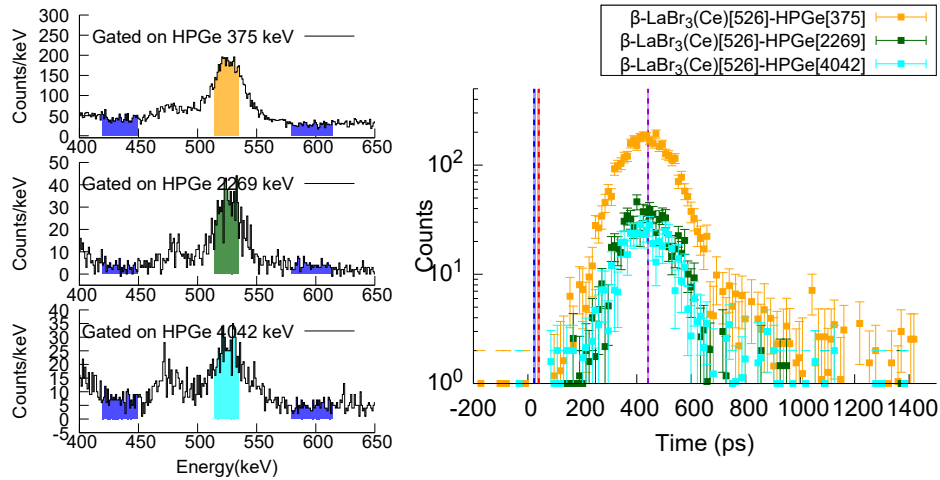 Gated on HPGe 375 keV
Counts/keV
300
250
200
150
100
50
0
400 450 500 550 600 650
Gated on HPGe 2269 keV
Counts/keV
50
40
30
20
10
0
400 450 500 550 600 650
Gated on HPGe 4042 keV
Counts/keV
40
35
30
25
20
15
10
5
0
-5
400 450 500 550 600 650
Energy(keV)
β-LaBr3(Ce)[526]-HPGe[375]
β-LaBr3(Ce)[526]-HPGe[2269]
β-LaBr3(Ce)[526]-HPGe[4042]
Counts
10²
10¹
10⁰
-200 0 200 400 600 800 1000 1200 1400
Time (ps)